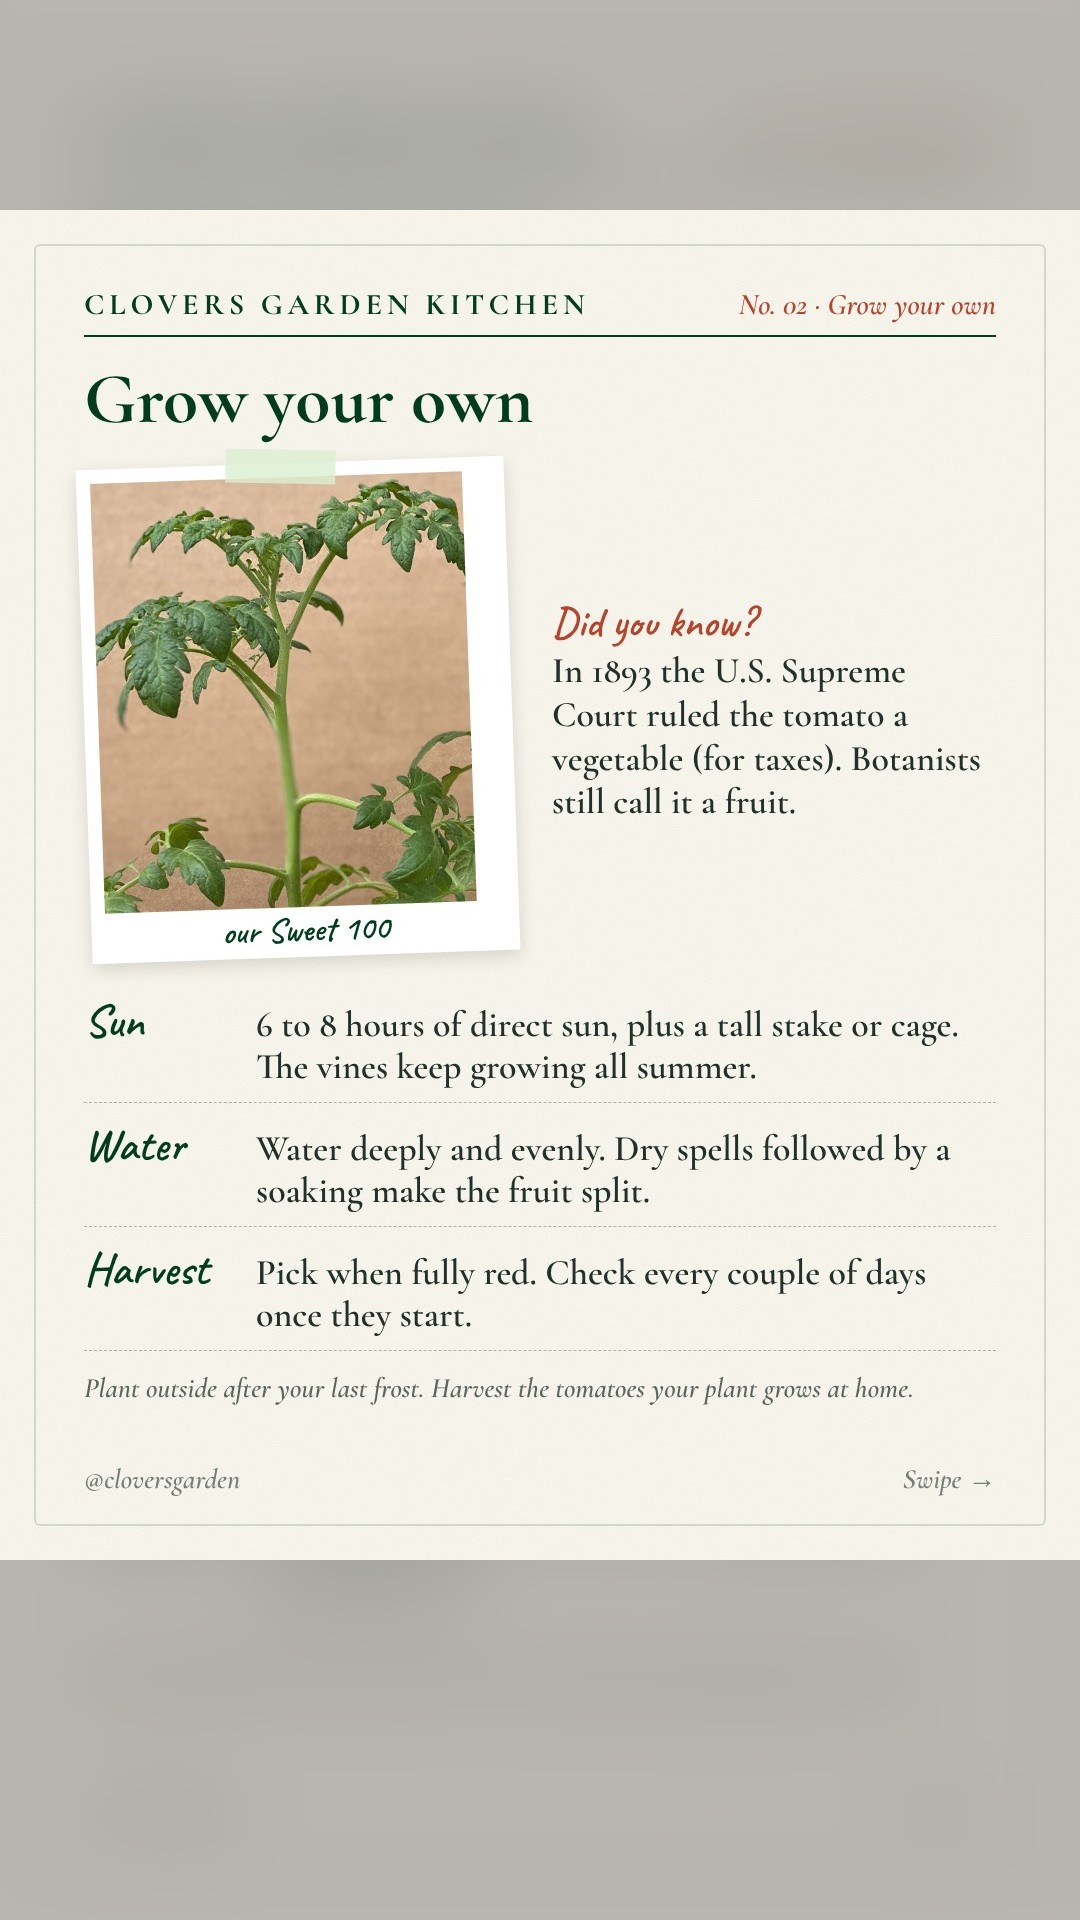 CLOVERS GARDEN KITCHEN
No. 02 · Grow your own
Grow your own
our Sweet 100
Did you know?
In 1893 the U.S. Supreme
Court ruled the tomato a
vegetable (for taxes). Botanists
still call it a fruit.
Sun
6 to 8 hours of direct sun, plus a tall stake or cage.
The vines keep growing all summer.
Water
Water deeply and evenly. Dry spells followed by a
soaking make the fruit split.
Harvest
Pick when fully red. Check every couple of days
once they start.
Plant outside after your last frost. Harvest the tomatoes your plant grows at home.
@cloversgarden
Swipe →